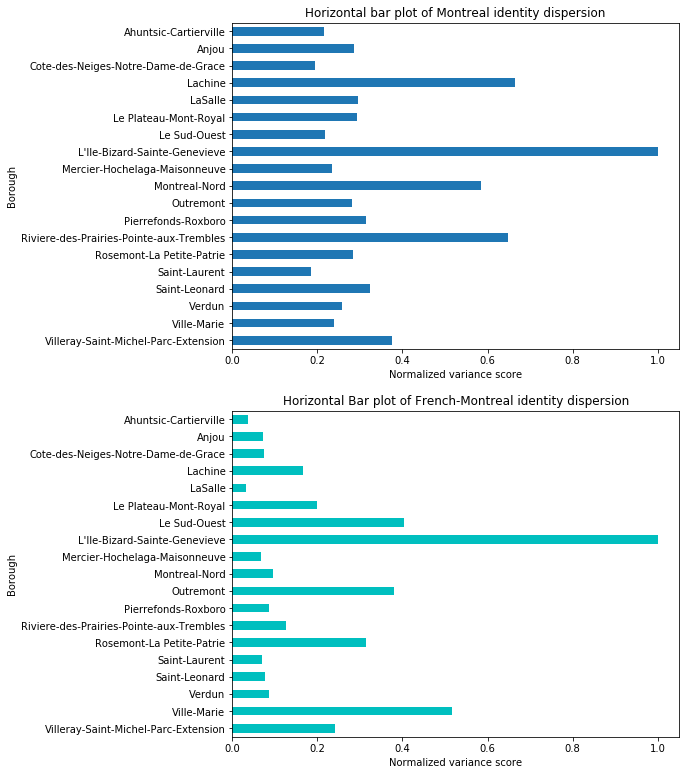 Horizontal bar plot of Montreal identity dispersion
Borough
Ahuntsic-Cartierville
Anjou
Cote-des-Neiges-Notre-Dame-de-Grace
Lachine
LaSalle
Le Plateau-Mont-Royal
Le Sud-Ouest
L'Ile-Bizard-Sainte-Genevieve
Mercier-Hochelaga-Maisonneuve
Montreal-Nord
Outremont
Pierrefonds-Roxboro
Riviere-des-Prairies-Pointe-aux-Trembles
Rosemont-La Petite-Patrie
Saint-Laurent
Saint-Leonard
Verdun
Ville-Marie
Villeray-Saint-Michel-Parc-Extension
0.0 0.2 0.4 0.6 0.8 1.0
Normalized variance score
Horizontal Bar plot of French-Montreal identity dispersion
Borough
Ahuntsic-Cartierville
Anjou
Cote-des-Neiges-Notre-Dame-de-Grace
Lachine
LaSalle
Le Plateau-Mont-Royal
Le Sud-Ouest
L'Ile-Bizard-Sainte-Genevieve
Mercier-Hochelaga-Maisonneuve
Montreal-Nord
Outremont
Pierrefonds-Roxboro
Riviere-des-Prairies-Pointe-aux-Trembles
Rosemont-La Petite-Patrie
Saint-Laurent
Saint-Leonard
Verdun
Ville-Marie
Villeray-Saint-Michel-Parc-Extension
0.0 0.2 0.4 0.6 0.8 1.0
Normalized variance score